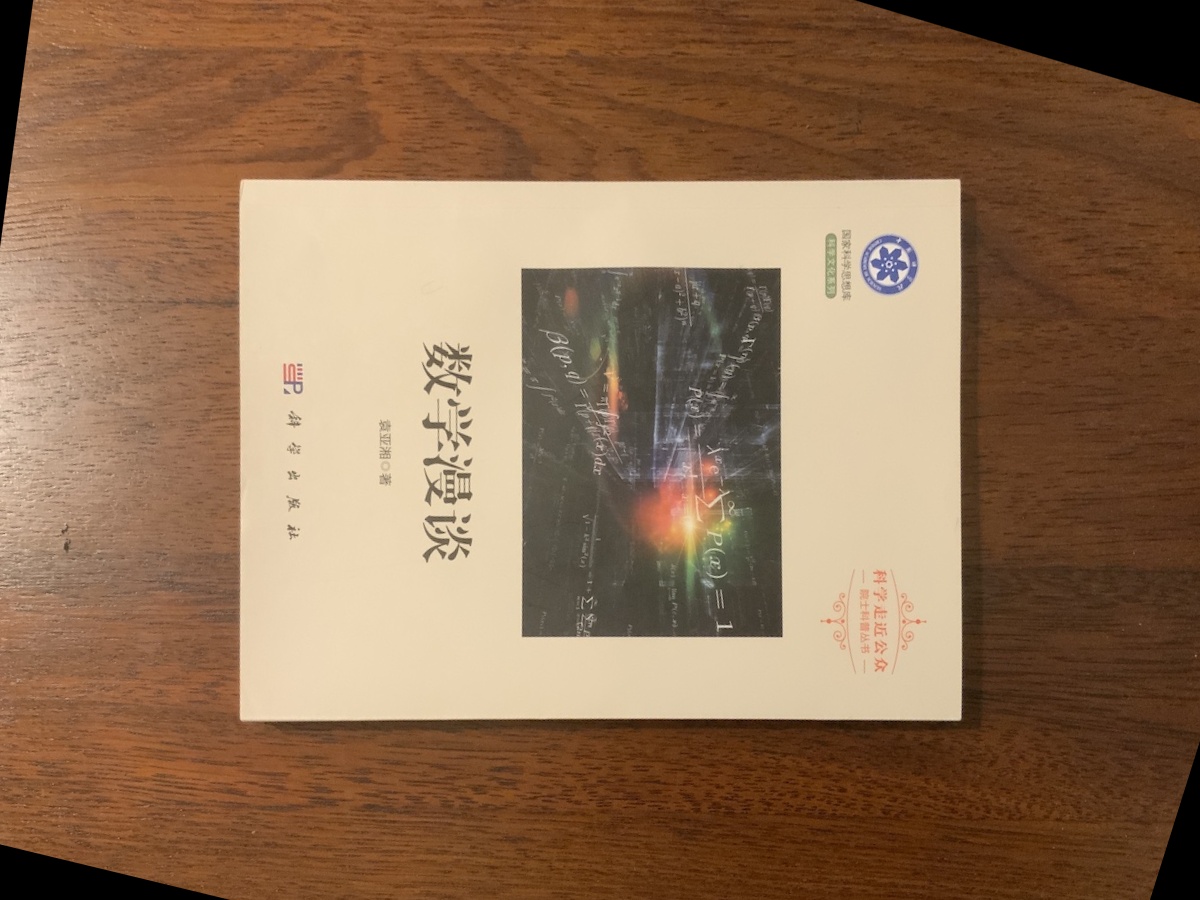 国家科学思想库
科学文化系列
科学走近公众
院士科普丛书
P(x) = 1
β(p,q) =
数学漫谈
袁亚湘◎著
科学出版社